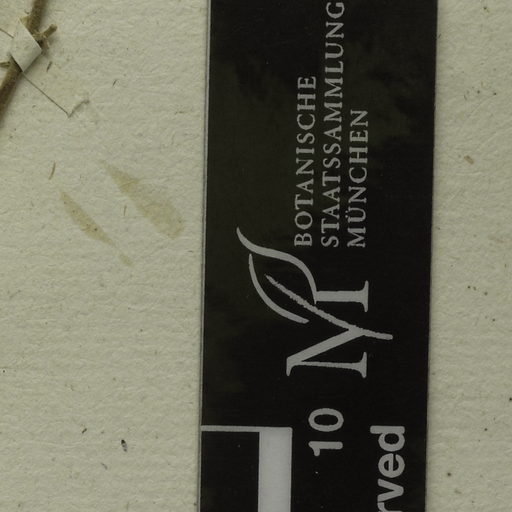 BOTANISCHE
STAATSSAMMLUNG
MÜNCHEN
M
10
rved